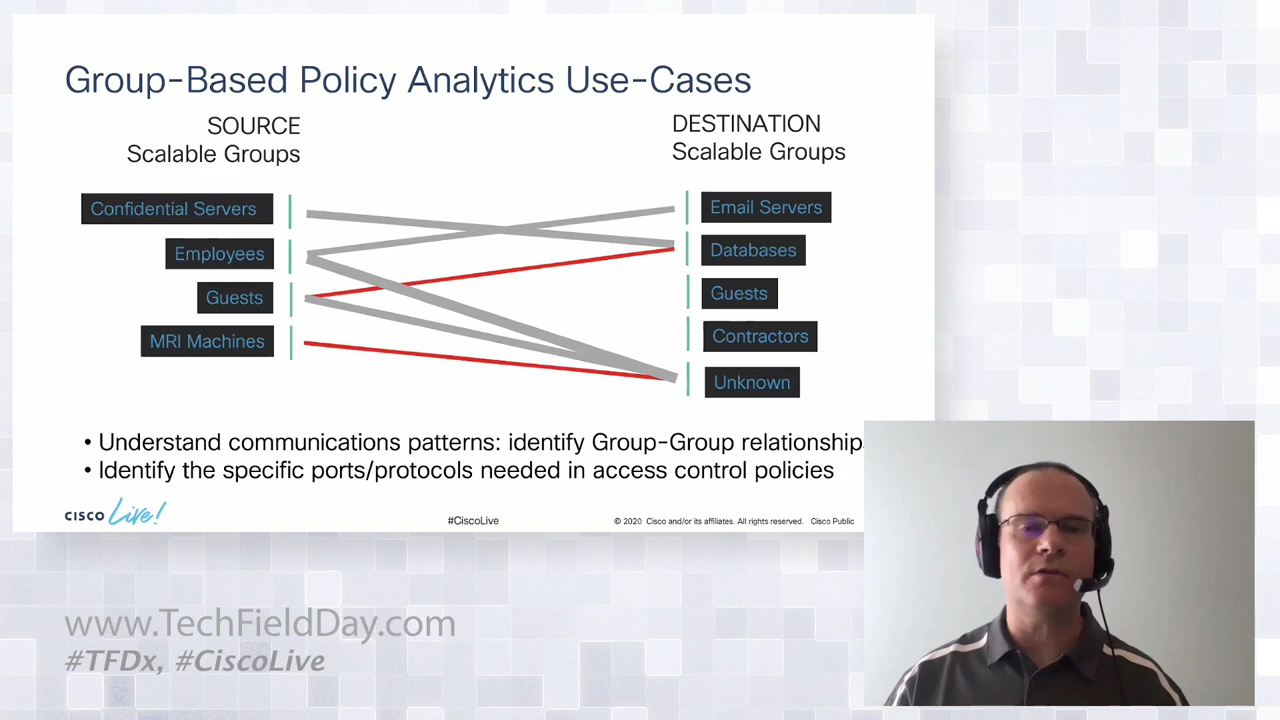 Group-Based Policy Analytics Use-Cases
SOURCE
Scalable Groups
DESTINATION
Scalable Groups
Confidential Servers
Employees
Guests
MRI Machines
Email Servers
Databases
Guests
Contractors
Unknown
• Understand communications patterns: identify Group-Group relationship
• Identify the specific ports/protocols needed in access control policies
CISCO Live!
#CiscoLive
© 2020 Cisco and/or its affiliates. All rights reserved. Cisco Public
www.TechFieldDay.com
#TFDx, #CiscoLive